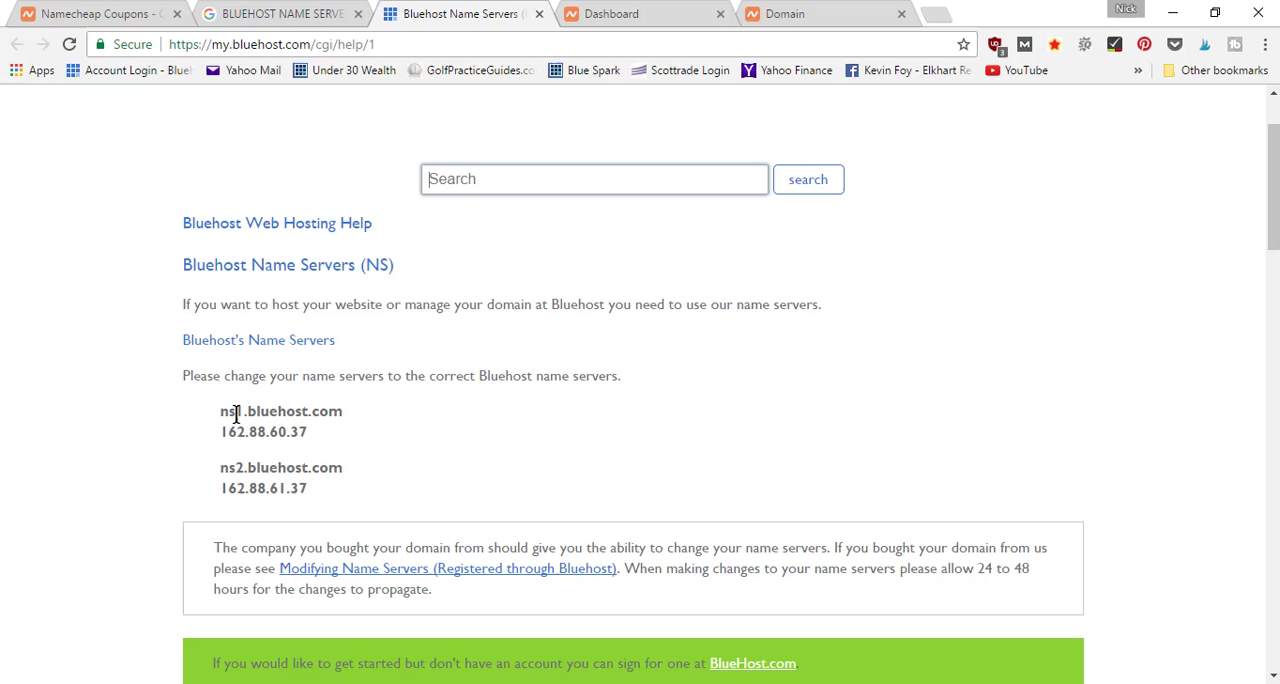 Namecheap Coupons - C
BLUEHOST NAME SERVE
Bluehost Name Servers (
Dashboard
Domain
Nick
Secure
https://my.bluehost.com/cgi/help/1
Apps
Account Login - Blueh
Yahoo Mail
Under 30 Wealth
GolfPracticeGuides.co
Blue Spark
Scottrade Login
Yahoo Finance
Kevin Foy - Elkhart Re
YouTube
»
Other bookmarks
Search
search
Bluehost Web Hosting Help
Bluehost Name Servers (NS)
If you want to host your website or manage your domain at Bluehost you need to use our name servers.
Bluehost's Name Servers
Please change your name servers to the correct Bluehost name servers.
ns1.bluehost.com
162.88.60.37
ns2.bluehost.com
162.88.61.37
The company you bought your domain from should give you the ability to change your name servers. If you bought your domain from us
please see Modifying Name Servers (Registered through Bluehost). When making changes to your name servers please allow 24 to 48
hours for the changes to propagate.
If you would like to get started but don't have an account you can sign for one at BlueHost.com.